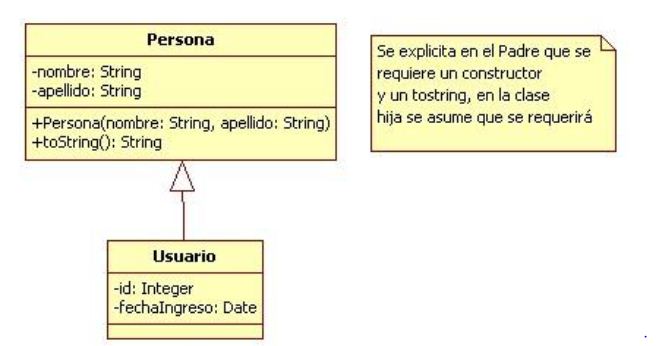 Persona
-nombre: String
-apellido: String
+Persona(nombre: String, apellido: String)
+toString(): String
Se explicita en el Padre que se
requiere un constructor
y un tostring, en la clase
hija se asume que se requerirá
Usuario
-id: Integer
-fechaIngreso: Date